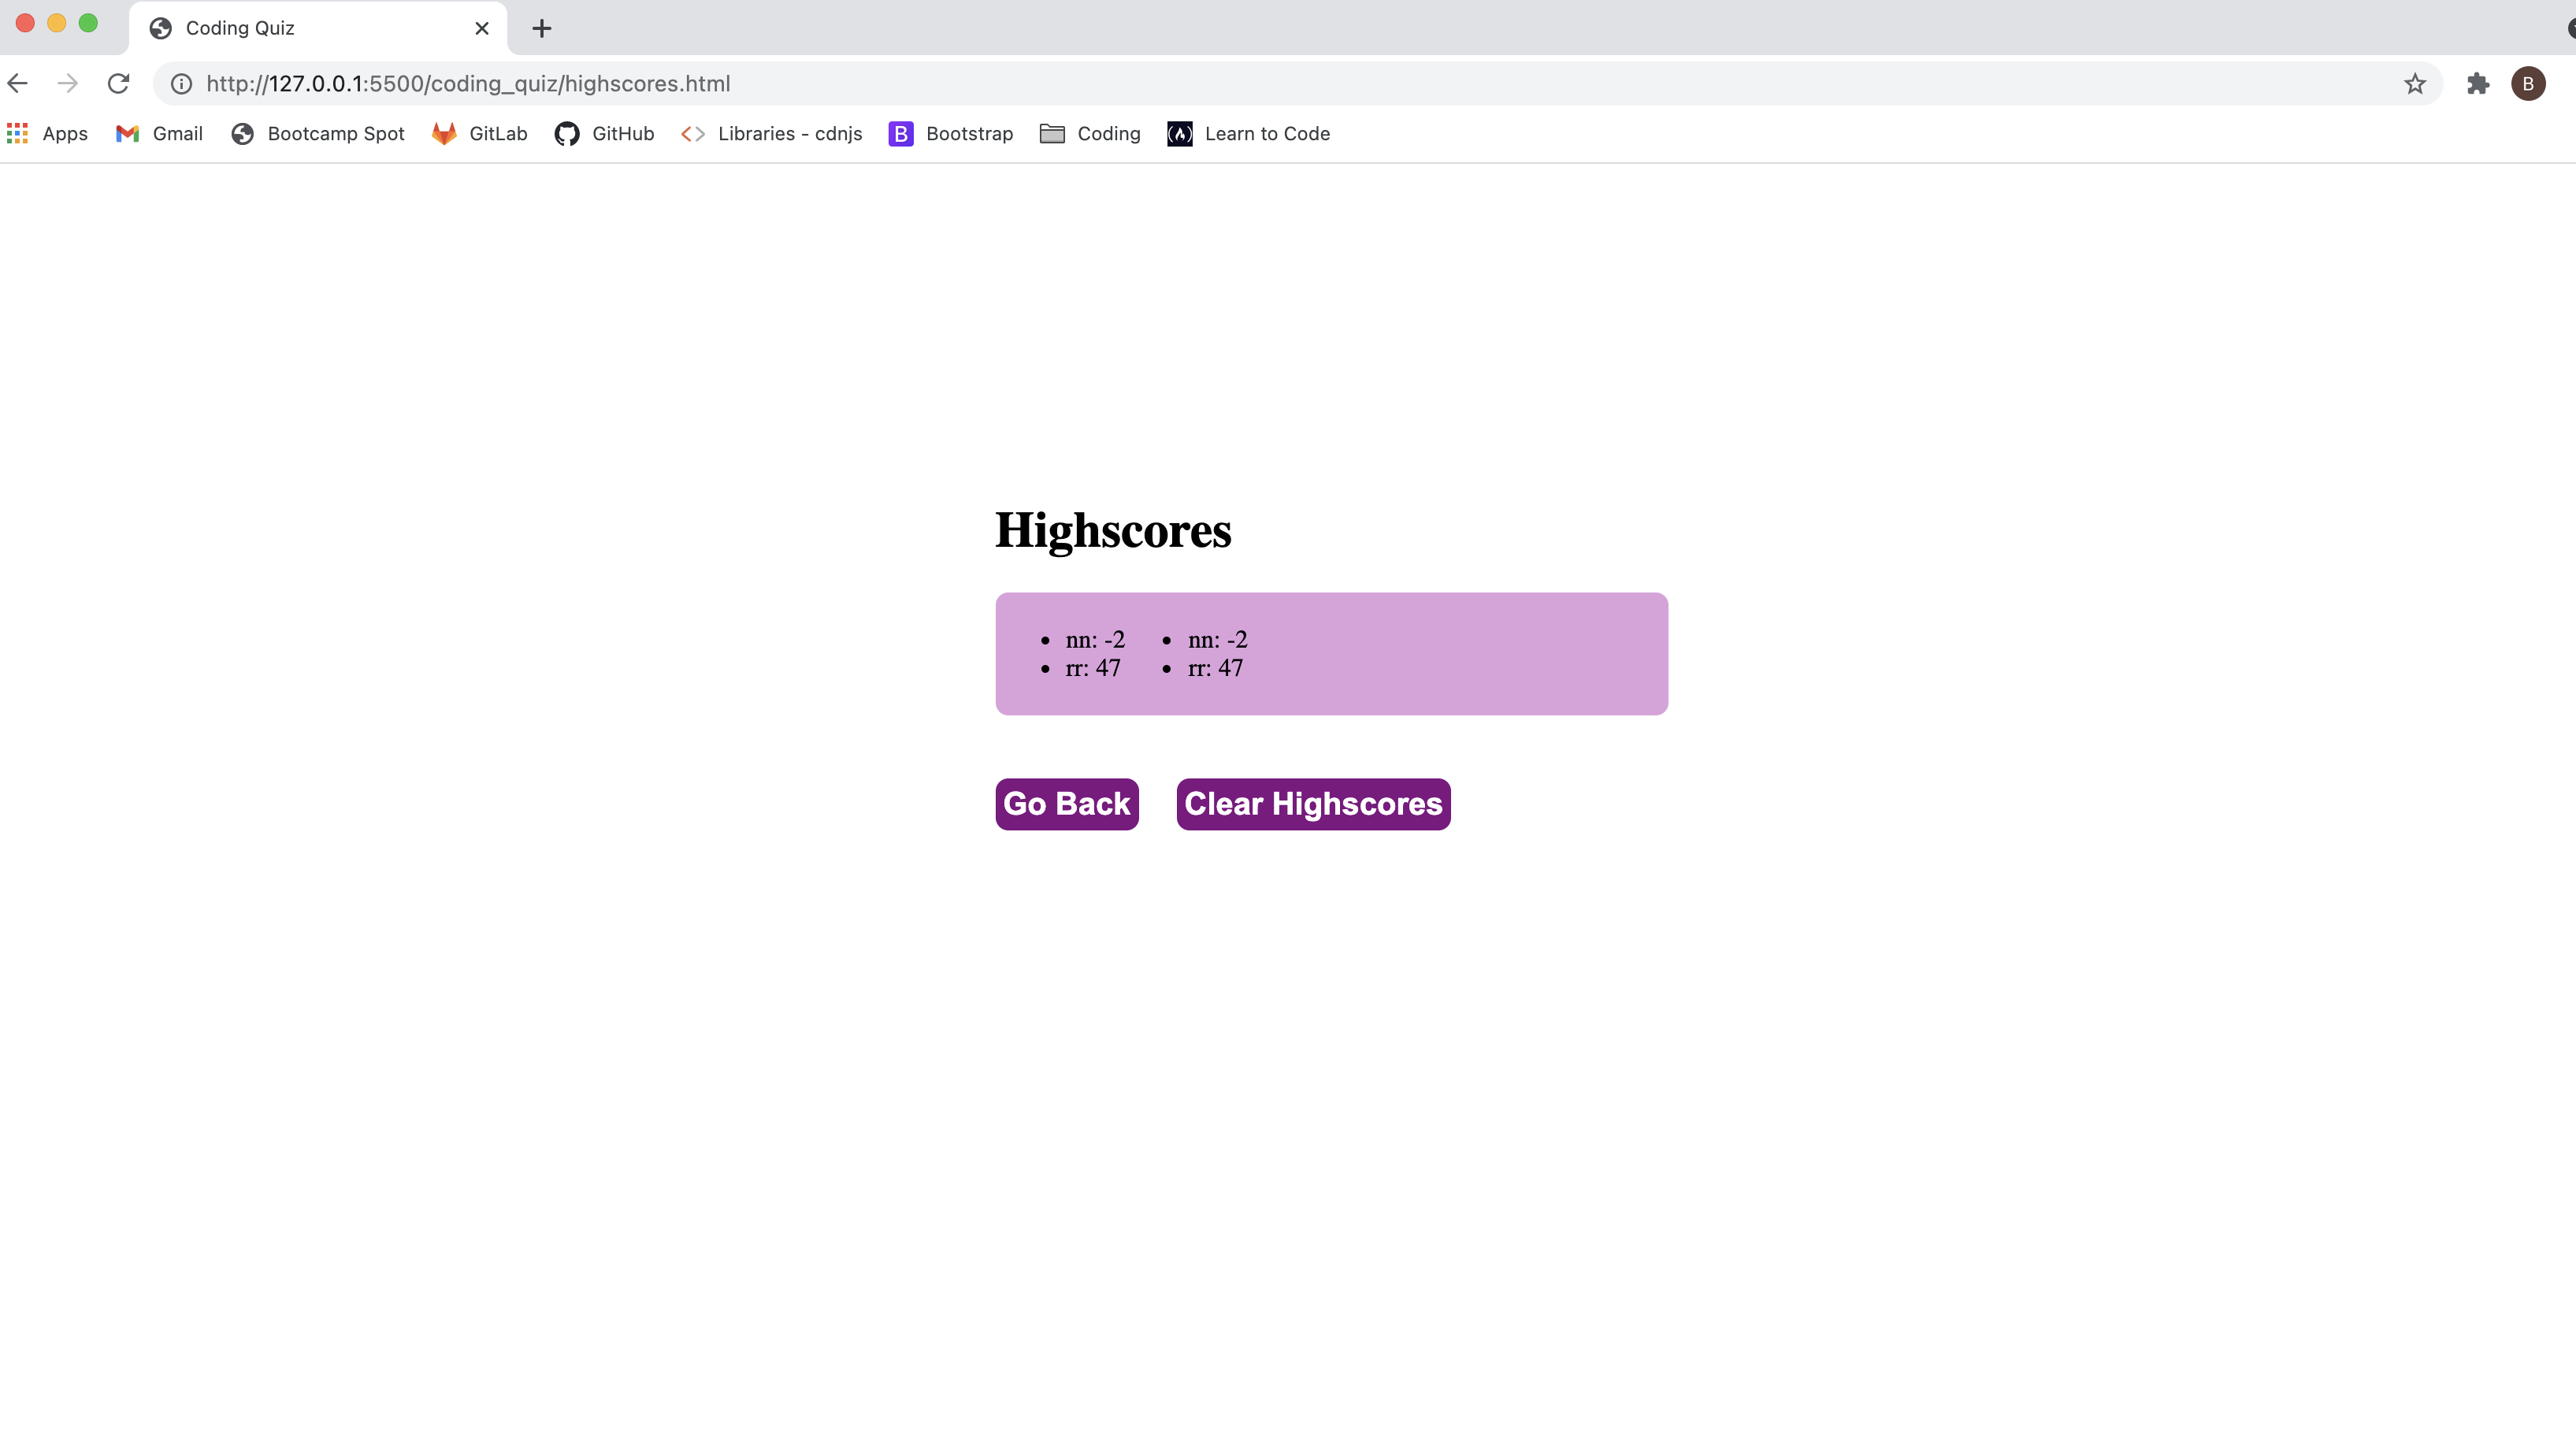 Coding Quiz
http://127.0.0.1:5500/coding_quiz/highscores.html
B
Apps Gmail Bootcamp Spot GitLab GitHub Libraries - cdnjs B Bootstrap Coding Learn to Code
Highscores
• nn: -2 • nn: -2
• rr: 47 • rr: 47
Go Back Clear Highscores